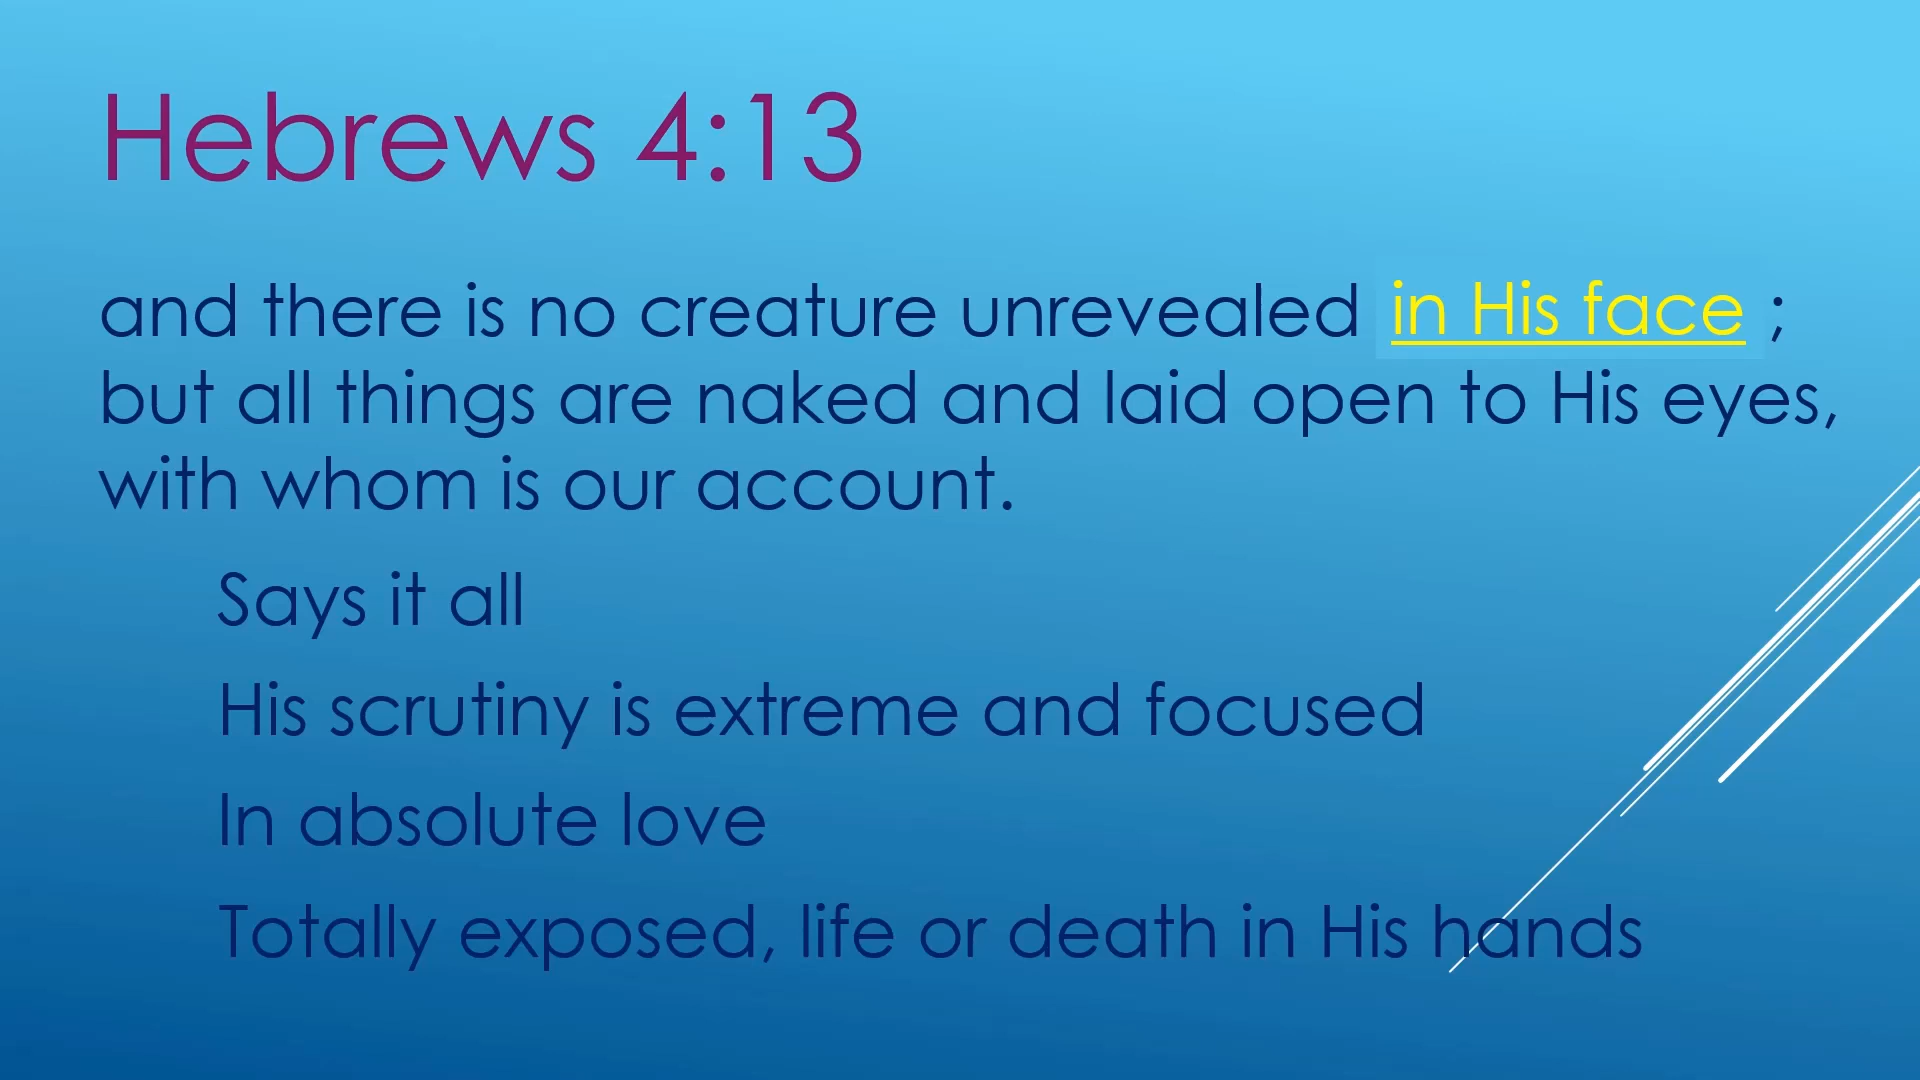 Hebrews 4:13
and there is no creature unrevealed in His face ;
but all things are naked and laid open to His eyes,
with whom is our account.
Says it all
His scrutiny is extreme and focused
In absolute love
Totally exposed, life or death in His hands